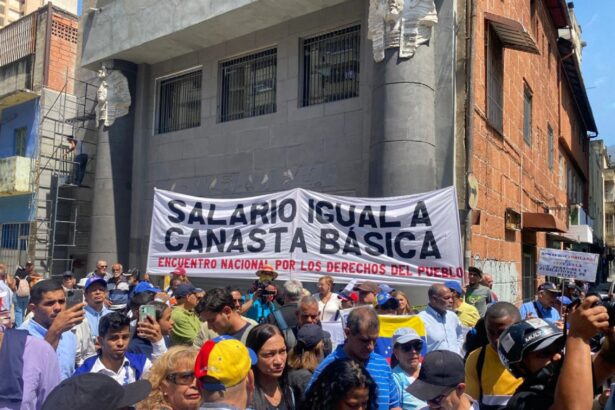 SALARIO IGUAL A
CANASTA BÁSICA
ENCUENTRO NACIONAL POR LOS DERECHOS DEL PUEBLO